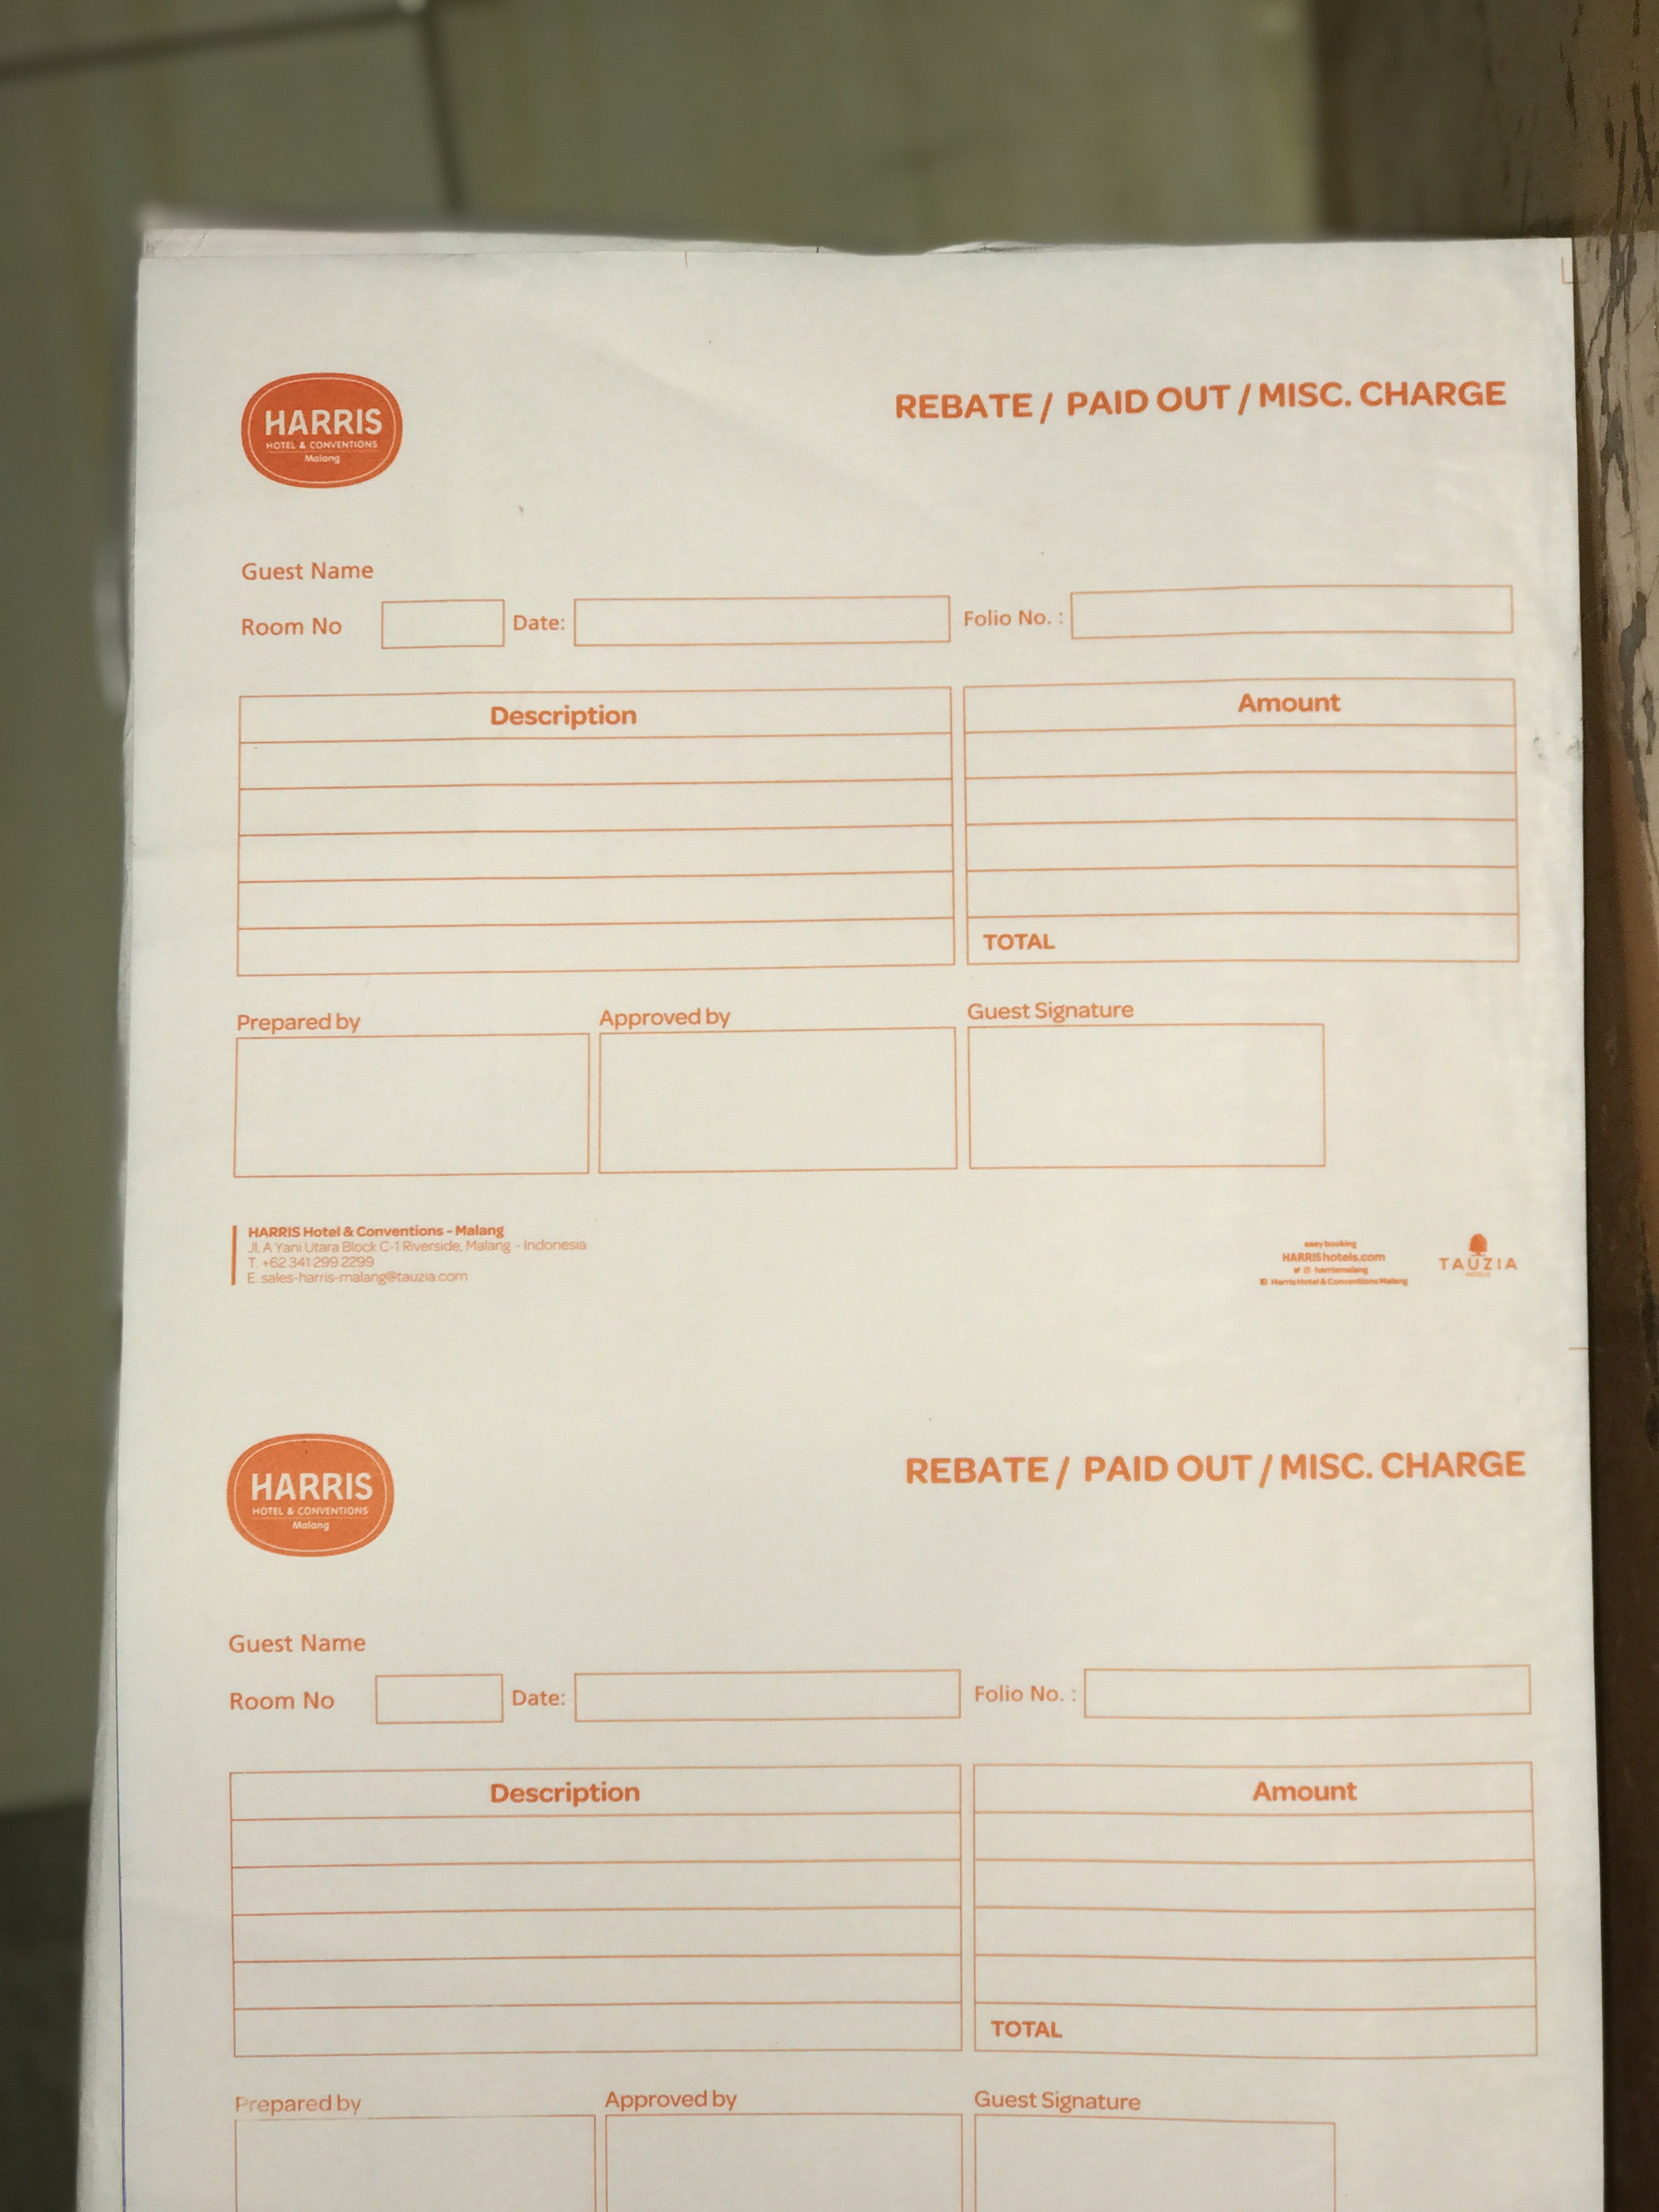 HARRIS
HOTEL & CONVENTIONS
Malang
REBATE / PAID OUT / MISC. CHARGE
Guest Name
Room No Date: Folio No. :
Description Amount
TOTAL
Prepared by Approved by Guest Signature
HARRIS Hotel & Conventions - Malang
Jl. A Yani Utara Block C-1 Riverside, Malang - Indonesia
T. +62 341 299 2299
E. sales-harris-malang@tauzia.com
easy booking
HARRIShotels.com
harrismalang
Harris Hotel & Conventions Malang
TAUZIA
HOTELS
HARRIS
HOTEL & CONVENTIONS
Malang
REBATE / PAID OUT / MISC. CHARGE
Guest Name
Room No Date: Folio No. :
Description Amount
TOTAL
Prepared by Approved by Guest Signature